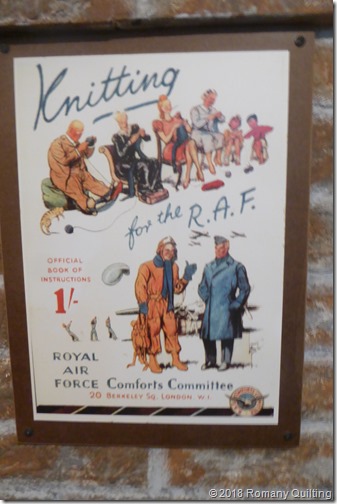 Knitting
for the R.A.F.
OFFICIAL
BOOK OF
INSTRUCTIONS
1/-
ROYAL
AIR
FORCE Comforts Committee
20 BERKELEY SQ. LONDON W.1
©2018 Romany Quilting